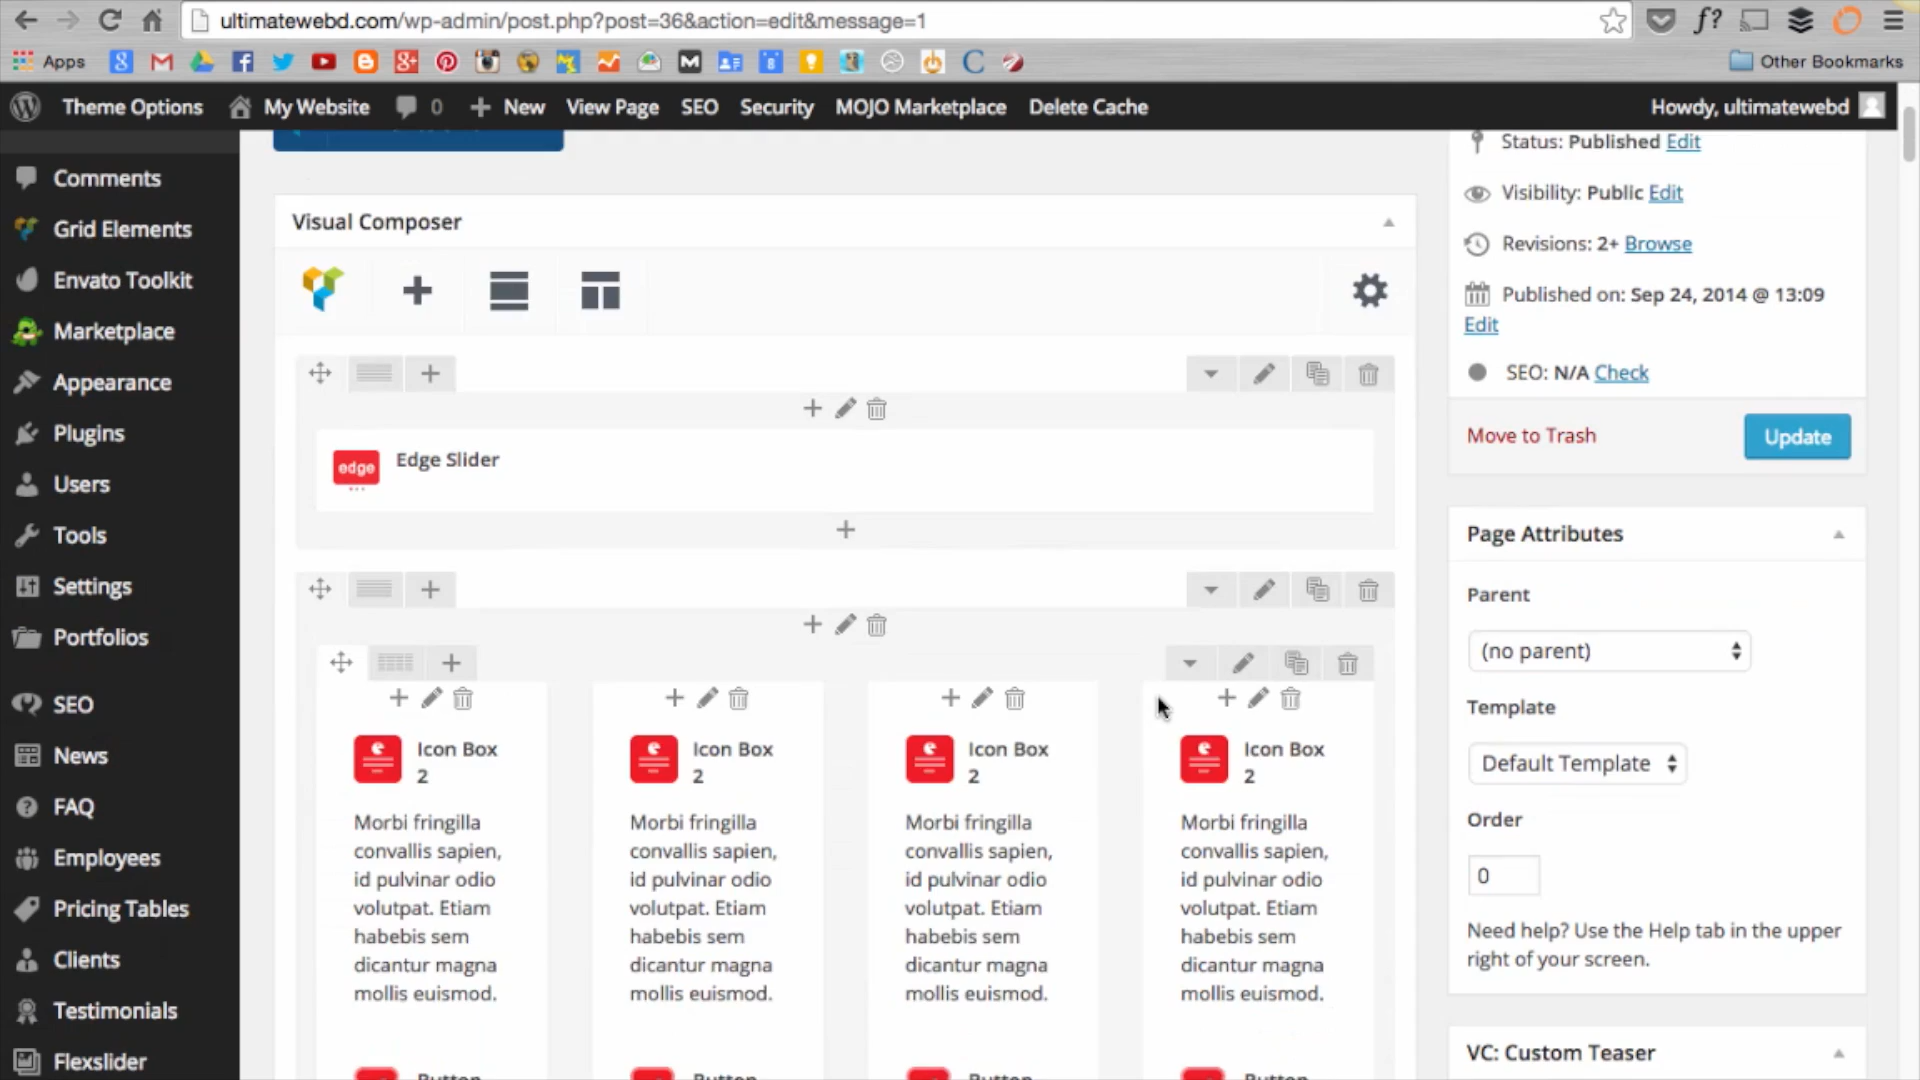 ultimatewebd.com/wp-admin/post.php?post=36&action=edit&message=1
Apps
Other Bookmarks
Theme Options My Website 0 New View Page SEO Security MOJO Marketplace Delete Cache Howdy, ultimatewebd
Comments
Grid Elements
Envato Toolkit
Marketplace
Appearance
Plugins
Users
Tools
Settings
Portfolios
SEO
News
FAQ
Employees
Pricing Tables
Clients
Testimonials
Flexslider
Visual Composer
edge
Edge Slider
Icon Box
2
Morbi fringilla
convallis sapien,
id pulvinar odio
volutpat. Etiam
habebis sem
dicantur magna
mollis euismod.
Button
Icon Box
2
Morbi fringilla
convallis sapien,
id pulvinar odio
volutpat. Etiam
habebis sem
dicantur magna
mollis euismod.
Button
Icon Box
2
Morbi fringilla
convallis sapien,
id pulvinar odio
volutpat. Etiam
habebis sem
dicantur magna
mollis euismod.
Button
Icon Box
2
Morbi fringilla
convallis sapien,
id pulvinar odio
volutpat. Etiam
habebis sem
dicantur magna
mollis euismod.
Button
Status: Published Edit
Visibility: Public Edit
Revisions: 2+ Browse
Published on: Sep 24, 2014 @ 13:09
Edit
SEO: N/A Check
Move to Trash
Update
Page Attributes
Parent
(no parent)
Template
Default Template
Order
0
Need help? Use the Help tab in the upper
right of your screen.
VC: Custom Teaser